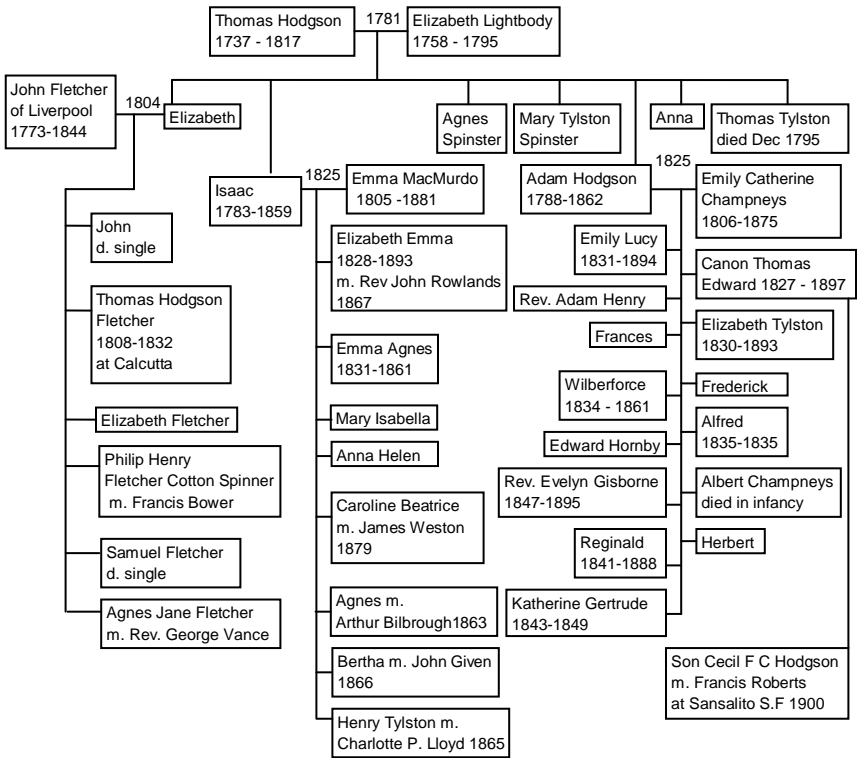 Thomas Hodgson
1737 - 1817
1781
Elizabeth Lightbody
1758 - 1795
John Fletcher
of Liverpool
1773-1844
1804
Elizabeth
Agnes
Spinster
Mary Tylston
Spinster
Anna
Thomas Tylston
died Dec 1795
Isaac
1783-1859
1825
Emma MacMurdo
1805 -1881
Adam Hodgson
1788-1862
1825
Emily Catherine
Champneys
1806-1875
John
d. single
Thomas Hodgson
Fletcher
1808-1832
at Calcutta
Elizabeth Fletcher
Philip Henry
Fletcher Cotton Spinner
m. Francis Bower
Samuel Fletcher
d. single
Agnes Jane Fletcher
m. Rev. George Vance
Elizabeth Emma
1828-1893
m. Rev John Rowlands
1867
Emma Agnes
1831-1861
Mary Isabella
Anna Helen
Caroline Beatrice
m. James Weston
1879
Agnes m.
Arthur Bilbrough1863
Bertha m. John Given
1866
Henry Tylston m.
Charlotte P. Lloyd 1865
Emily Lucy
1831-1894
Canon Thomas
Edward 1827 - 1897
Rev. Adam Henry
Elizabeth Tylston
1830-1893
Frances
Wilberforce
1834 - 1861
Frederick
Alfred
1835-1835
Edward Hornby
Rev. Evelyn Gisborne
1847-1895
Albert Champneys
died in infancy
Reginald
1841-1888
Herbert
Katherine Gertrude
1843-1849
Son Cecil F C Hodgson
m. Francis Roberts
at Sansalito S.F 1900